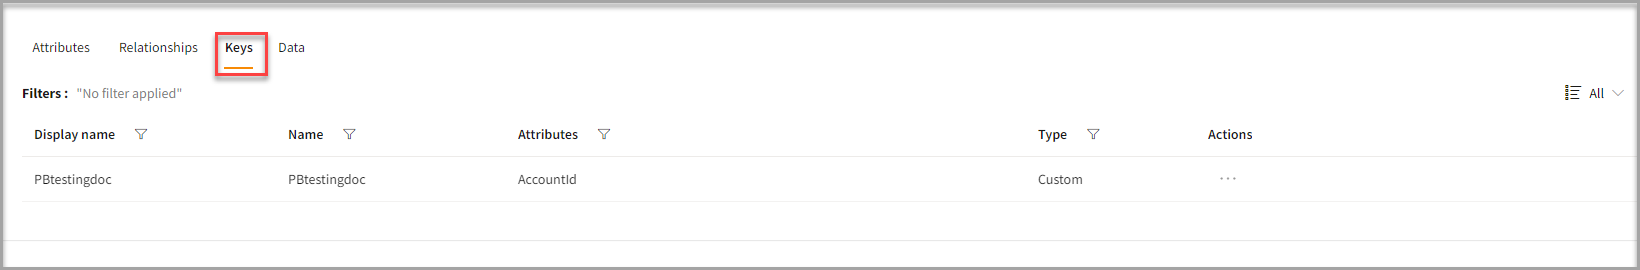 Attributes Relationships Keys Data
Filters : "No filter applied" All
Display name Name Attributes Type Actions
PBtestingdoc PBtestingdoc AccountId Custom ...